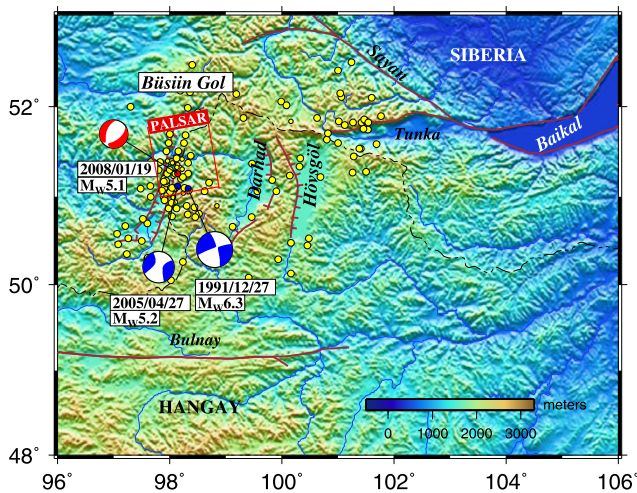 SIBERIA
Sayan
Büsiin Gol
52°
PALSAR
Tunka
Baikal
2008/01/19
MW5.1
Darhad
Hövsgol
50°
1991/12/27
MW6.3
2005/04/27
MW5.2
Bulnay
HANGAY
meters
0 1000 2000 3000
48°
96° 98° 100° 102° 104° 106°